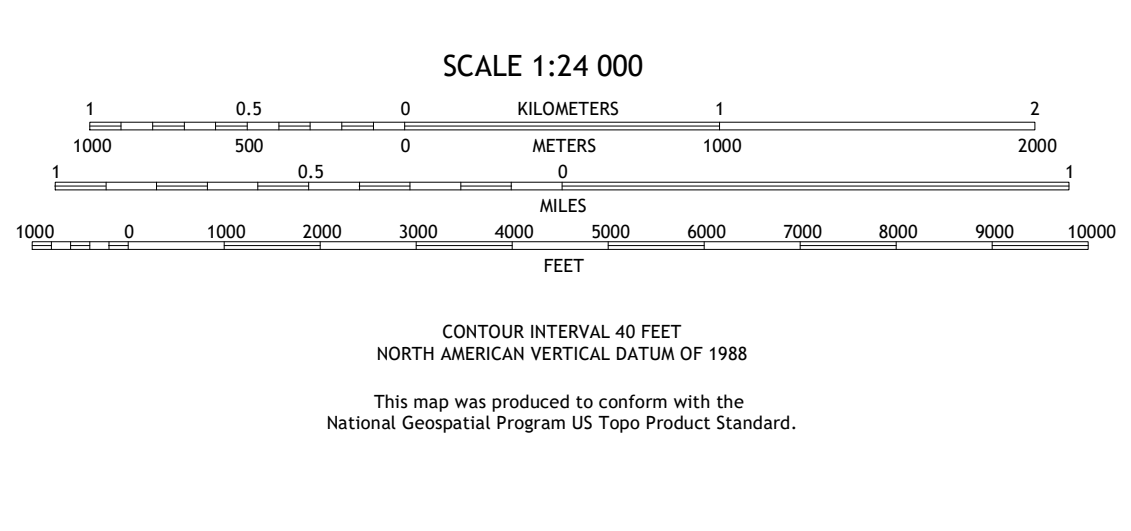 SCALE 1:24 000
1 0.5 0 KILOMETERS 1 2
1000 500 0 METERS 1000 2000
1 0.5 0 1
MILES
1000 0 1000 2000 3000 4000 5000 6000 7000 8000 9000 10000
FEET
CONTOUR INTERVAL 40 FEET
NORTH AMERICAN VERTICAL DATUM OF 1988
This map was produced to conform with the
National Geospatial Program US Topo Product Standard.